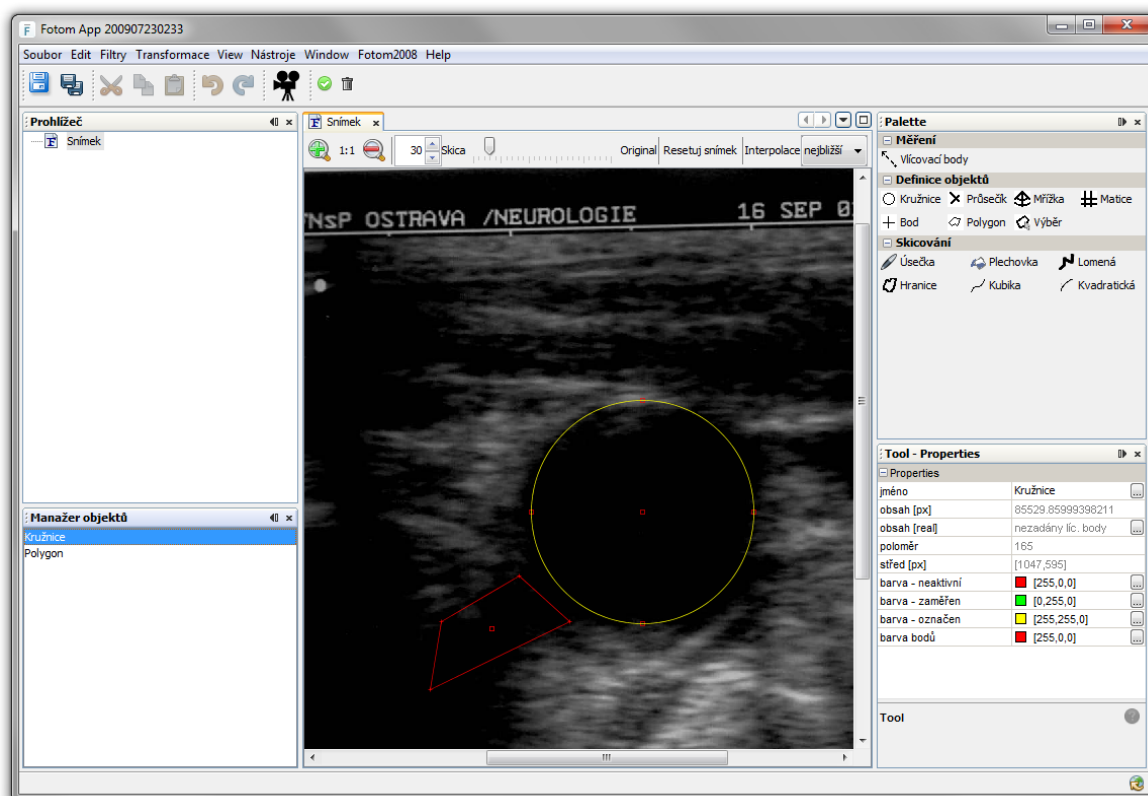 Fotom App 200907230233
Soubor Edit Filtry Transformace View Nástroje Window Fotom2008 Help
Prohlížeč
Snímek
Manažer objektů
Kružnice
Polygon
Snímek
1:1 30 Skica Original Resetuj snímek Interpolace nejbližší
NsP OSTRAVA /NEUROLOGIE 16 SEP
Palette
Měření
Vlícovací body
Definice objektů
Kružnice Průsečík Mřížka Matice
Bod Polygon Výběr
Skicování
Úsečka Plechovka Lomená
Hranice Kubika Kvadratická
Tool - Properties
Properties
jméno Kružnice
obsah [px] 85529.85999398211
obsah [real] nezadány líc. body
poloměr 165
střed [px] [1047,595]
barva - neaktivní [255,0,0]
barva - zaměřen [0,255,0]
barva - označen [255,255,0]
barva bodů [255,0,0]
Tool